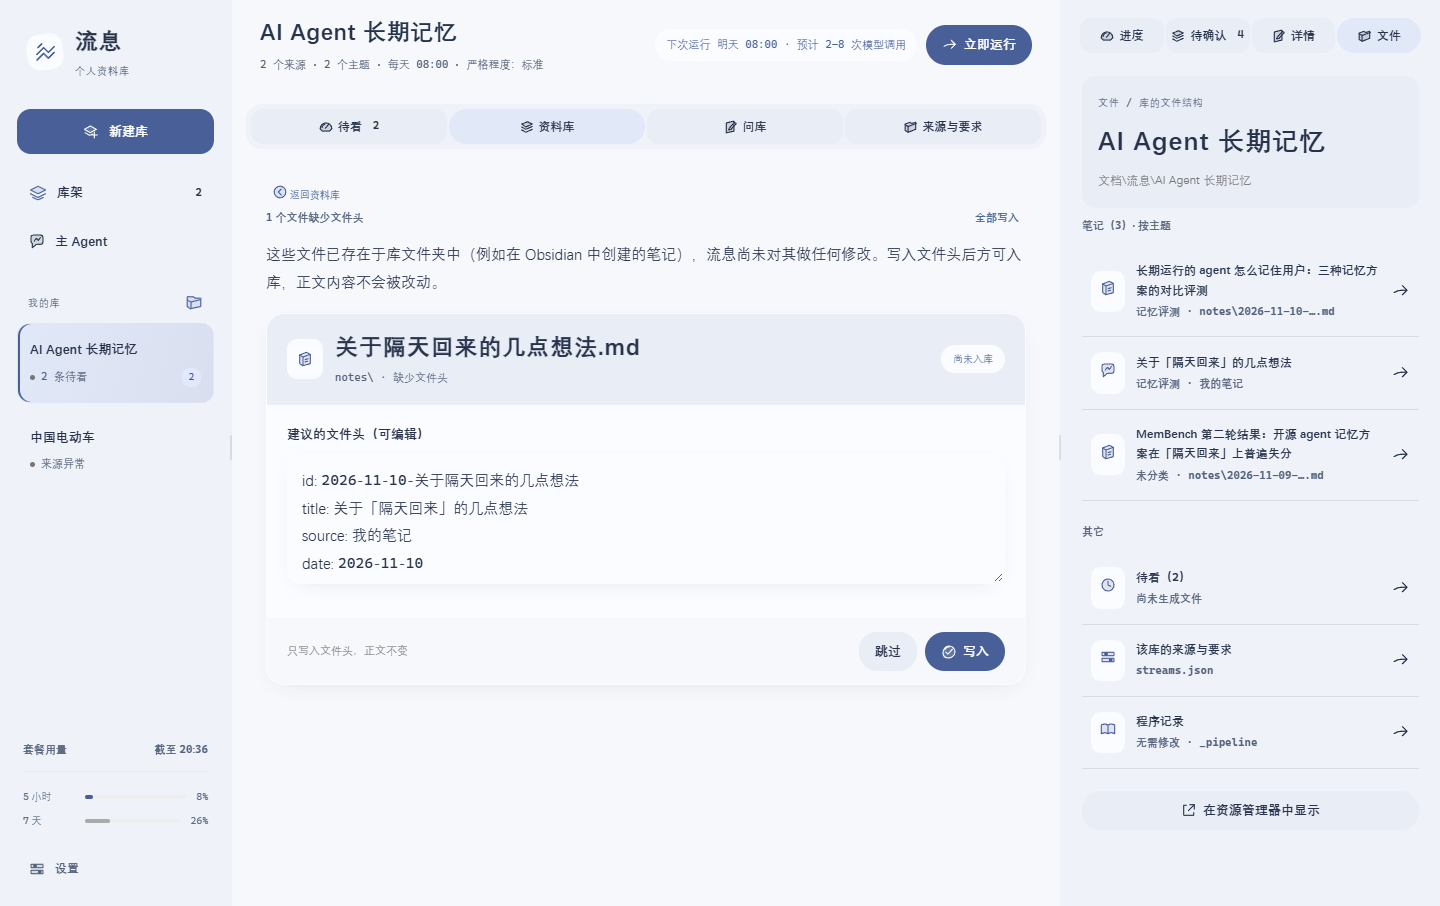 流息
个人资料库
新建库
库架 2
主 Agent
我的库
AI Agent 长期记忆
2 条待看 2
中国电动车
来源异常
套餐用量 截至 20:36
5 小时 8%
7 天 26%
设置
AI Agent 长期记忆
2 个来源 · 2 个主题 · 每天 08:00 · 严格程度：标准
下次运行 明天 08:00 · 预计 2–8 次模型调用
立即运行
待看 2
资料库
问库
来源与要求
返回资料库
1 个文件缺少文件头 全部写入
这些文件已存在于库文件夹中（例如在 Obsidian 中创建的笔记），流息尚未对其做任何修改。写入文件头后方可入
库，正文内容不会被改动。
关于隔天回来的几点想法.md
notes\ · 缺少文件头
尚未入库
建议的文件头（可编辑）
id: 2026-11-10-关于隔天回来的几点想法
title: 关于「隔天回来」的几点想法
source: 我的笔记
date: 2026-11-10
只写入文件头，正文不变
跳过
写入
进度
待确认 4
详情
文件
文件 / 库的文件结构
AI Agent 长期记忆
文档\流息\AI Agent 长期记忆
笔记（3）· 按主题
长期运行的 agent 怎么记住用户：三种记忆方
案的对比评测
记忆评测 · notes\2026-11-10-….md
关于「隔天回来」的几点想法
记忆评测 · 我的笔记
MemBench 第二轮结果：开源 agent 记忆方
案在「隔天回来」上普遍失分
未分类 · notes\2026-11-09-….md
其它
待看（2）
尚未生成文件
该库的来源与要求
streams.json
程序记录
无需修改 · _pipeline
在资源管理器中显示